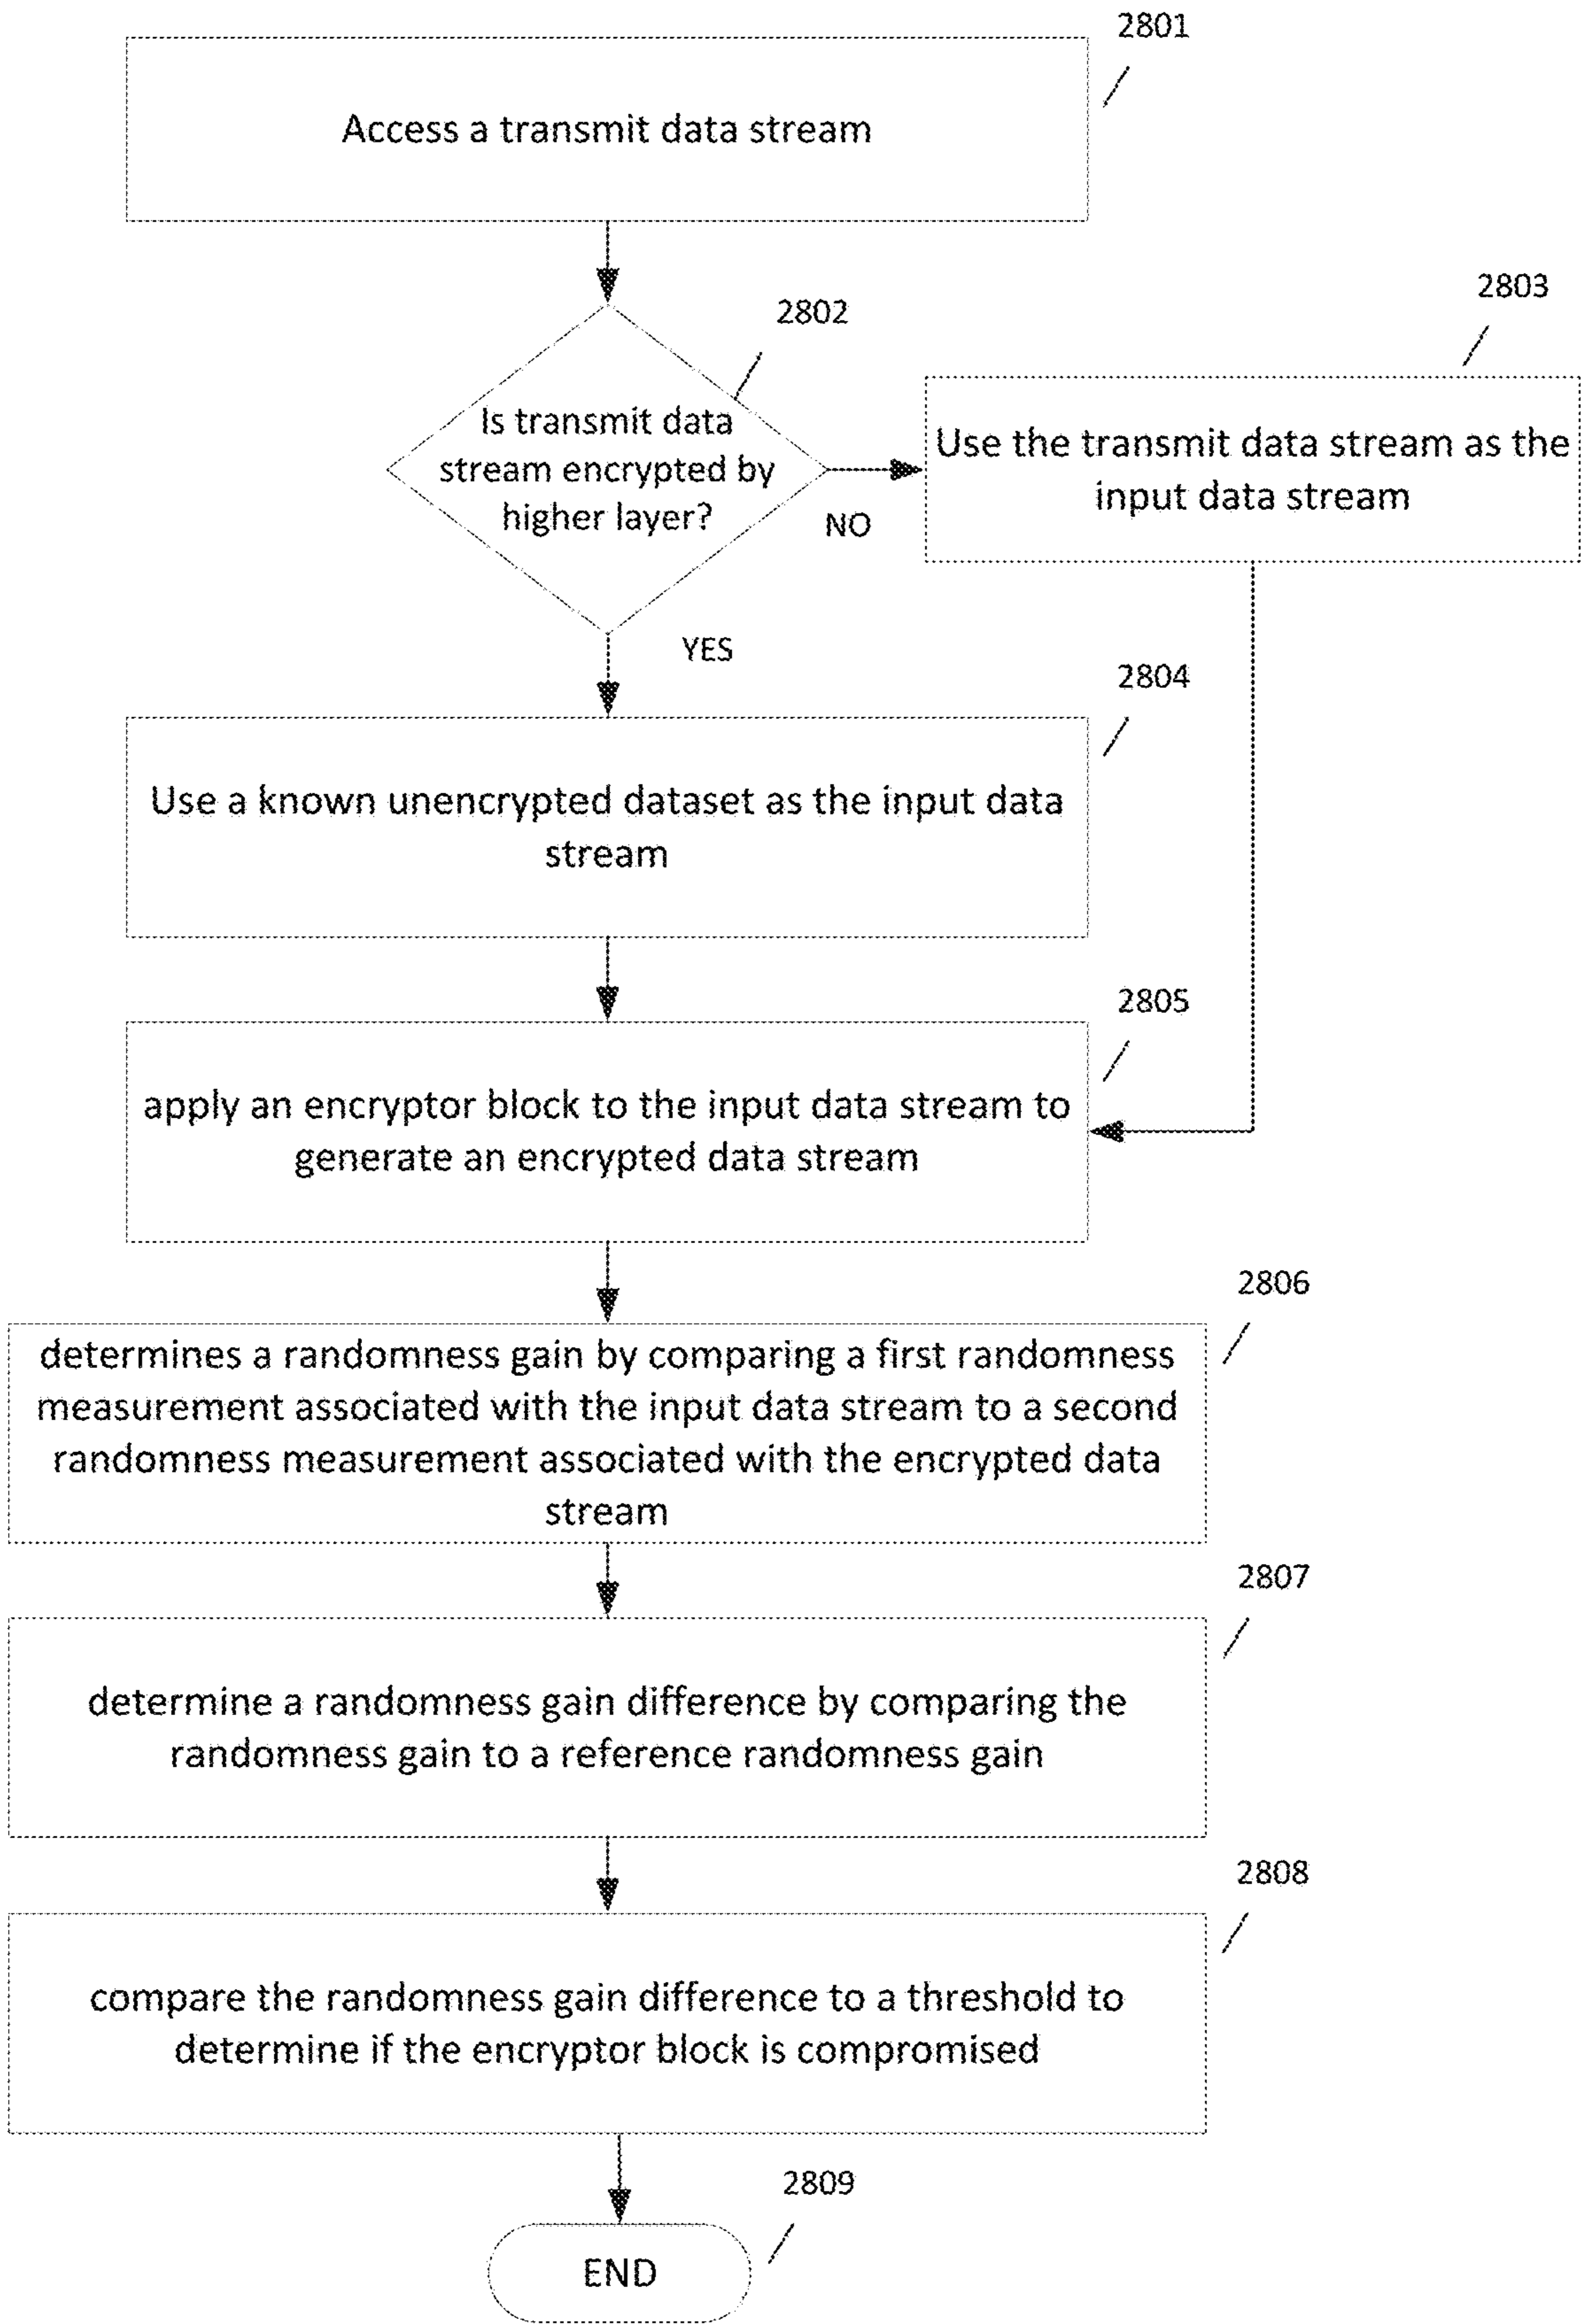 2801
Access a transmit data stream
2802
2803
Is transmit data
stream encrypted by
higher layer?
Use the transmit data stream as the
input data stream
NO
YES
2804
Use a known unencrypted dataset as the input data
stream
2805
apply an encryptor block to the input data stream to
generate an encrypted data stream
2806
determines a randomness gain by comparing a first randomness
measurement associated with the input data stream to a second
randomness measurement associated with the encrypted data
stream
2807
determine a randomness gain difference by comparing the
randomness gain to a reference randomness gain
2808
compare the randomness gain difference to a threshold to
determine if the encryptor block is compromised
2809
END